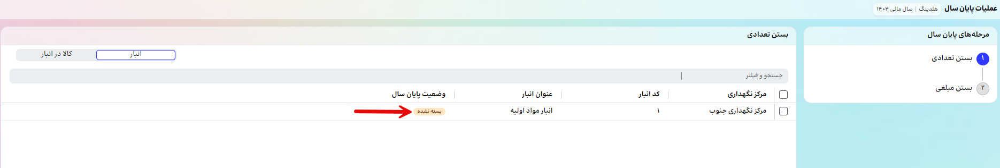 عملیات پایان سال هلدینگ | سال مالی ۱۴۰۴
مرحله‌های پایان سال
۱ بستن تعدادی
۲ بستن مبلغی
بستن تعدادی
انبار کالا در انبار
جستجو و فیلتر
مرکز نگهداری کد انبار عنوان انبار وضعیت پایان سال
مرکز نگهداری جنوب ۱ انبار مواد اولیه بسته نشده